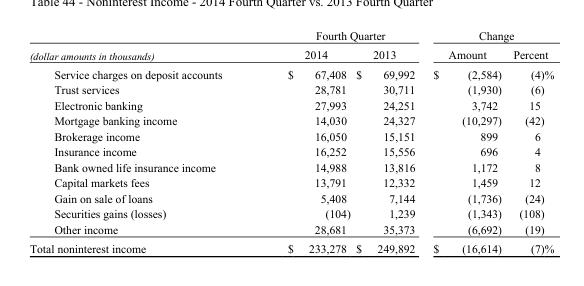 Table 44 - Noninterest Income - 2014 Fourth Quarter vs. 2013 Fourth Quarter
Fourth Quarter Change
(dollar amounts in thousands) 2014 2013 Amount Percent
Service charges on deposit accounts $ 67,408 $ 69,992 $ (2,584) (4)%
Trust services 28,781 30,711 (1,930) (6)
Electronic banking 27,993 24,251 3,742 15
Mortgage banking income 14,030 24,327 (10,297) (42)
Brokerage income 16,050 15,151 899 6
Insurance income 16,252 15,556 696 4
Bank owned life insurance income 14,988 13,816 1,172 8
Capital markets fees 13,791 12,332 1,459 12
Gain on sale of loans 5,408 7,144 (1,736) (24)
Securities gains (losses) (104) 1,239 (1,343) (108)
Other income 28,681 35,373 (6,692) (19)
Total noninterest income $ 233,278 $ 249,892 $ (16,614) (7)%